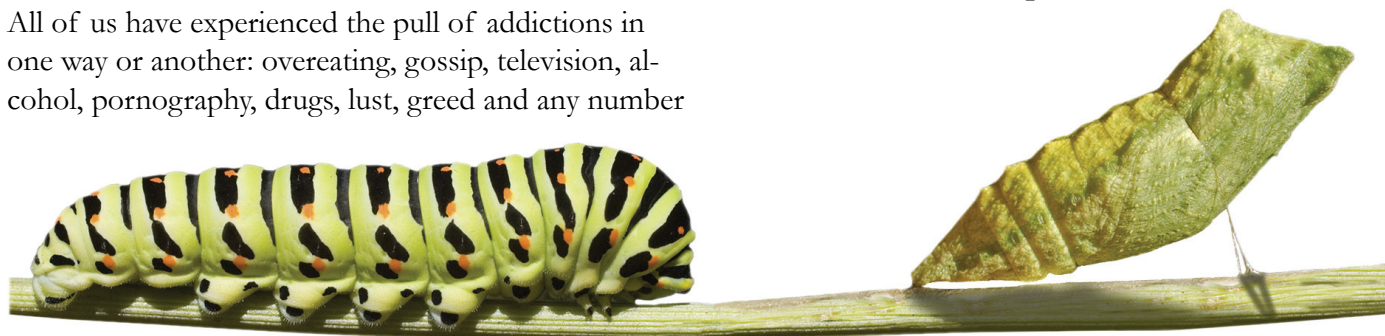 All of us have experienced the pull of addictions in
one way or another: overeating, gossip, television, al-
cohol, pornography, drugs, lust, greed and any number